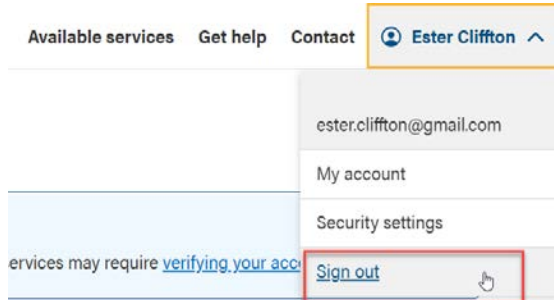 Available services Get help Contact Ester Cliffton
ester.cliffton@gmail.com
My account
Security settings
ervices may require verifying your acc
Sign out